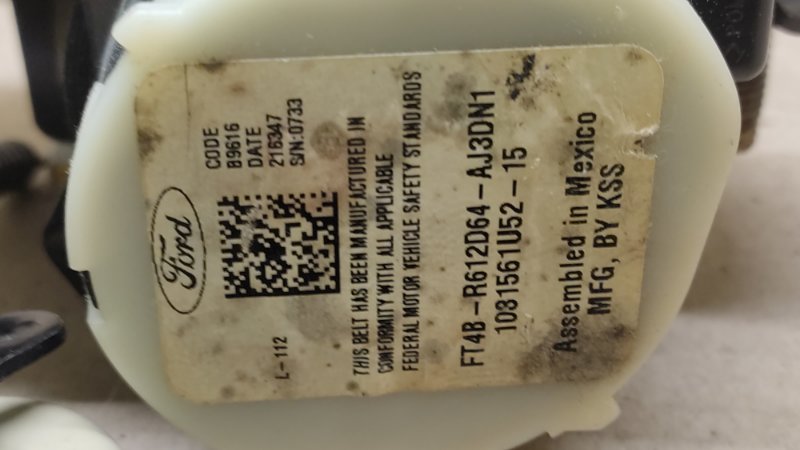 Ford
CODE
B9616
DATE
216347
S/N:0733
L-112
THIS BELT HAS BEEN MANUFACTURED IN
CONFORMITY WITH ALL APPLICABLE
FEDERAL MOTOR VEHICLE SAFETY STANDARDS
FT4B-R612D64-AJ3DN1
1081561U52-15
Assembled in Mexico
MFG, BY KSS